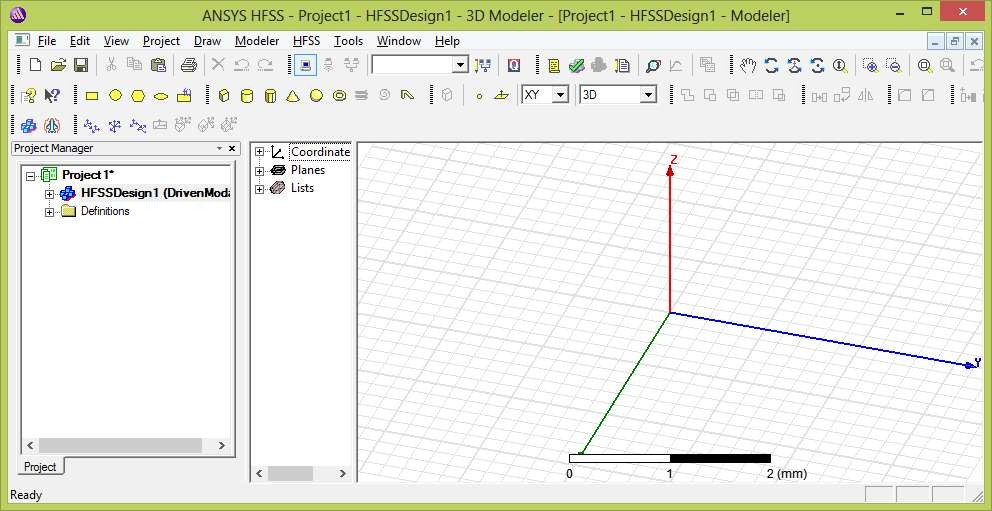 ANSYS HFSS - Project1 - HFSSDesign1 - 3D Modeler - [Project1 - HFSSDesign1 - Modeler]
File Edit View Project Draw Modeler HFSS Tools Window Help
XY 3D
Project Manager
Project1*
HFSSDesign1 (DrivenModa
Definitions
Project
Coordinate
Planes
Lists
Z
Y
0 1 2 (mm)
Ready